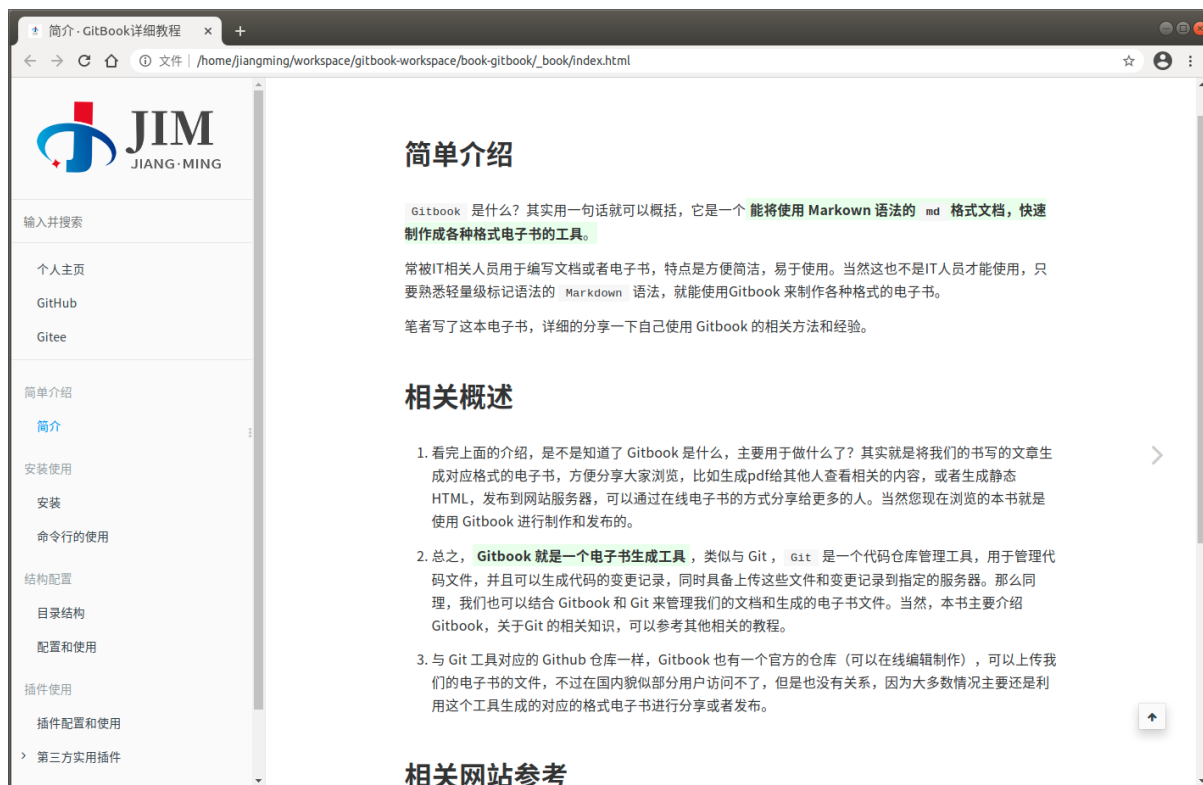 简介 · GitBook详细教程
文件 | /home/jiangming/workspace/gitbook-workspace/book-gitbook/_book/index.html
JIM
JIANG·MING
输入并搜索
个人主页
GitHub
Gitee
简单介绍
简介
安装使用
安装
命令行的使用
结构配置
目录结构
配置和使用
插件使用
插件配置和使用
第三方实用插件
简单介绍
Gitbook 是什么？其实用一句话就可以概括，它是一个 能将使用 Markown 语法的 md 格式文档，快速
制作成各种格式电子书的工具。
常被IT相关人员用于编写文档或者电子书，特点是方便简洁，易于使用。当然这也不是IT人员才能使用，只
要熟悉轻量级标记语法的 Markdown 语法，就能使用Gitbook 来制作各种格式的电子书。
笔者写了这本电子书，详细的分享一下自己使用 Gitbook 的相关方法和经验。
相关概述
1. 看完上面的介绍，是不是知道了 Gitbook 是什么，主要用于做什么了？其实就是将我们的书写的文章生
成对应格式的电子书，方便分享大家浏览，比如生成pdf给其他人查看相关的内容，或者生成静态
HTML，发布到网站服务器，可以通过在线电子书的方式分享给更多的人。当然您现在浏览的本书就是
使用 Gitbook 进行制作和发布的。
2. 总之， Gitbook 就是一个电子书生成工具 ，类似与 Git ， Git 是一个代码仓库管理工具，用于管理代
码文件，并且可以生成代码的变更记录，同时具备上传这些文件和变更记录到指定的服务器。那么同
理，我们也可以结合 Gitbook 和 Git 来管理我们的文档和生成的电子书文件。当然，本书主要介绍
Gitbook，关于Git 的相关知识，可以参考其他相关的教程。
3. 与 Git 工具对应的 Github 仓库一样，Gitbook 也有一个官方的仓库（可以在线编辑制作），可以上传我
们的电子书的文件，不过在国内貌似部分用户访问不了，但是也没有关系，因为大多数情况主要还是利
用这个工具生成的对应的格式电子书进行分享或者发布。
相关网站参考